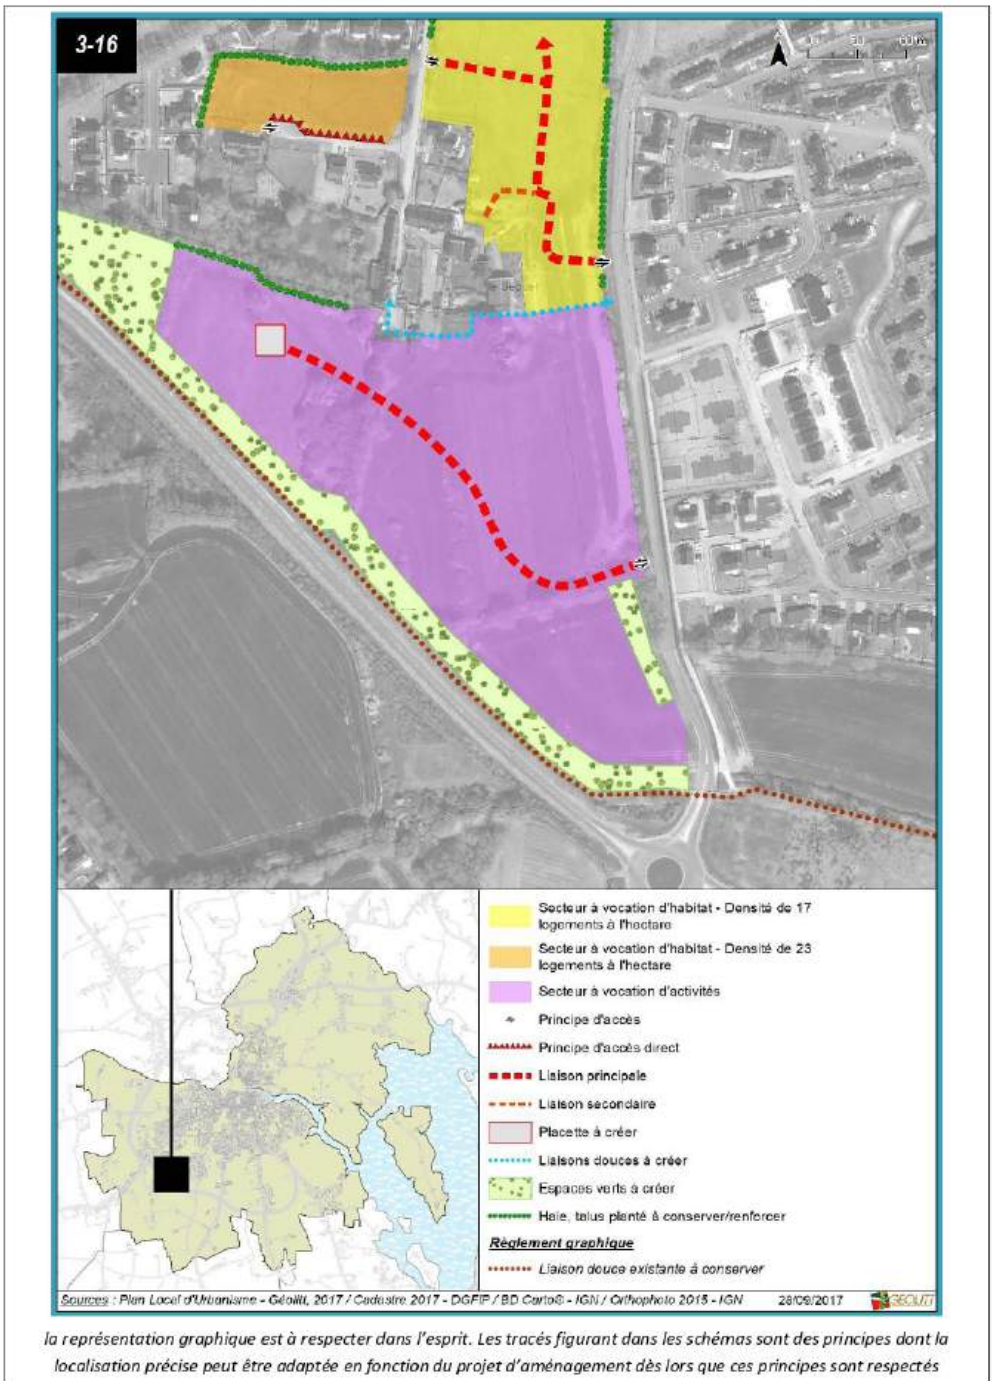 3-16
Secteur à vocation d'habitat - Densité de 17
logements à l'hectare
Secteur à vocation d'habitat - Densité de 23
logements à l'hectare
Secteur à vocation d'activités
Principe d'accès
Principe d'accès direct
Liaison principale
Liaison secondaire
Placette à créer
Liaisons douces à créer
Espaces verts à créer
Haie, talus planté à conserver/renforcer
Règlement graphique
Liaison douce existante à conserver
Sources : Plan Local d'Urbanisme - Géolitt, 2017 / Cadastre 2017 - DGFIP / BD Carto® - IGN / Orthophoto 2015 - IGN 28/09/2017 GEOLITT
la représentation graphique est à respecter dans l'esprit. Les tracés figurant dans les schémas sont des principes dont la
localisation précise peut être adaptée en fonction du projet d'aménagement dès lors que ces principes sont respectés